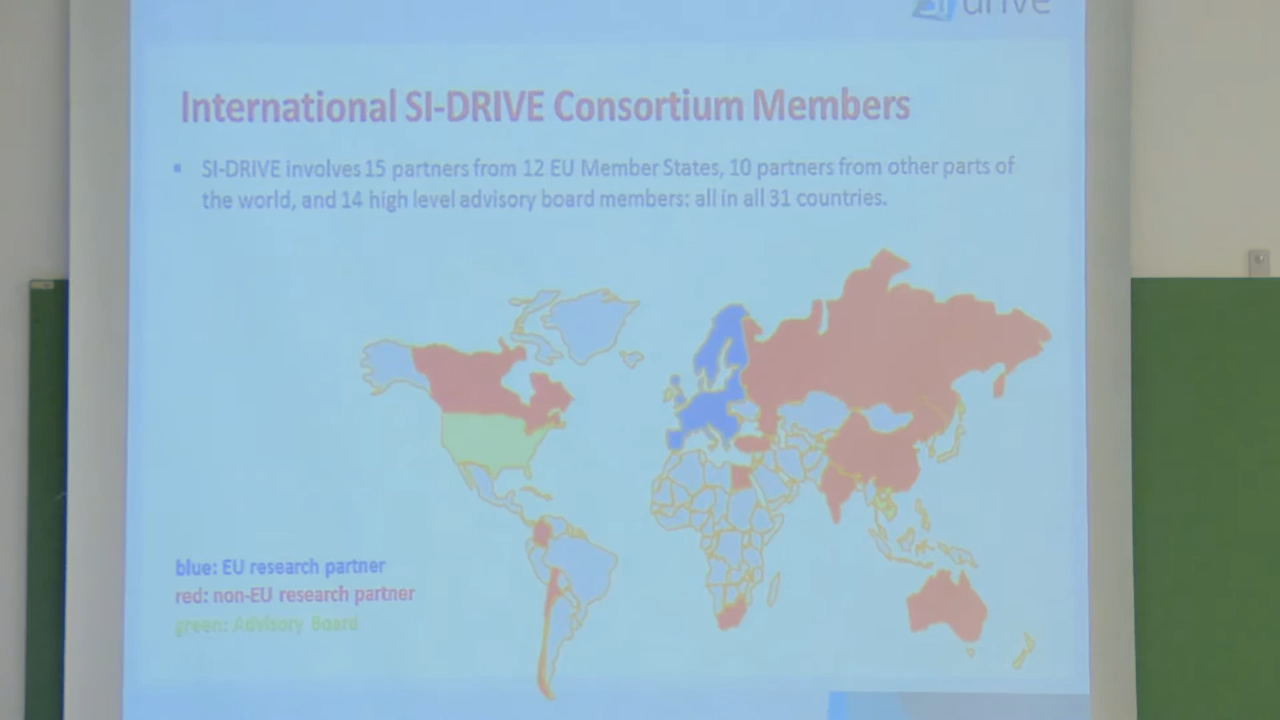 drive
International SI-DRIVE Consortium Members
▪ SI-DRIVE involves 15 partners from 12 EU Member States, 10 partners from other parts of
the world, and 14 high level advisory board members: all in all 31 countries.
blue: EU research partner
red: non-EU research partner
green: Advisory Board